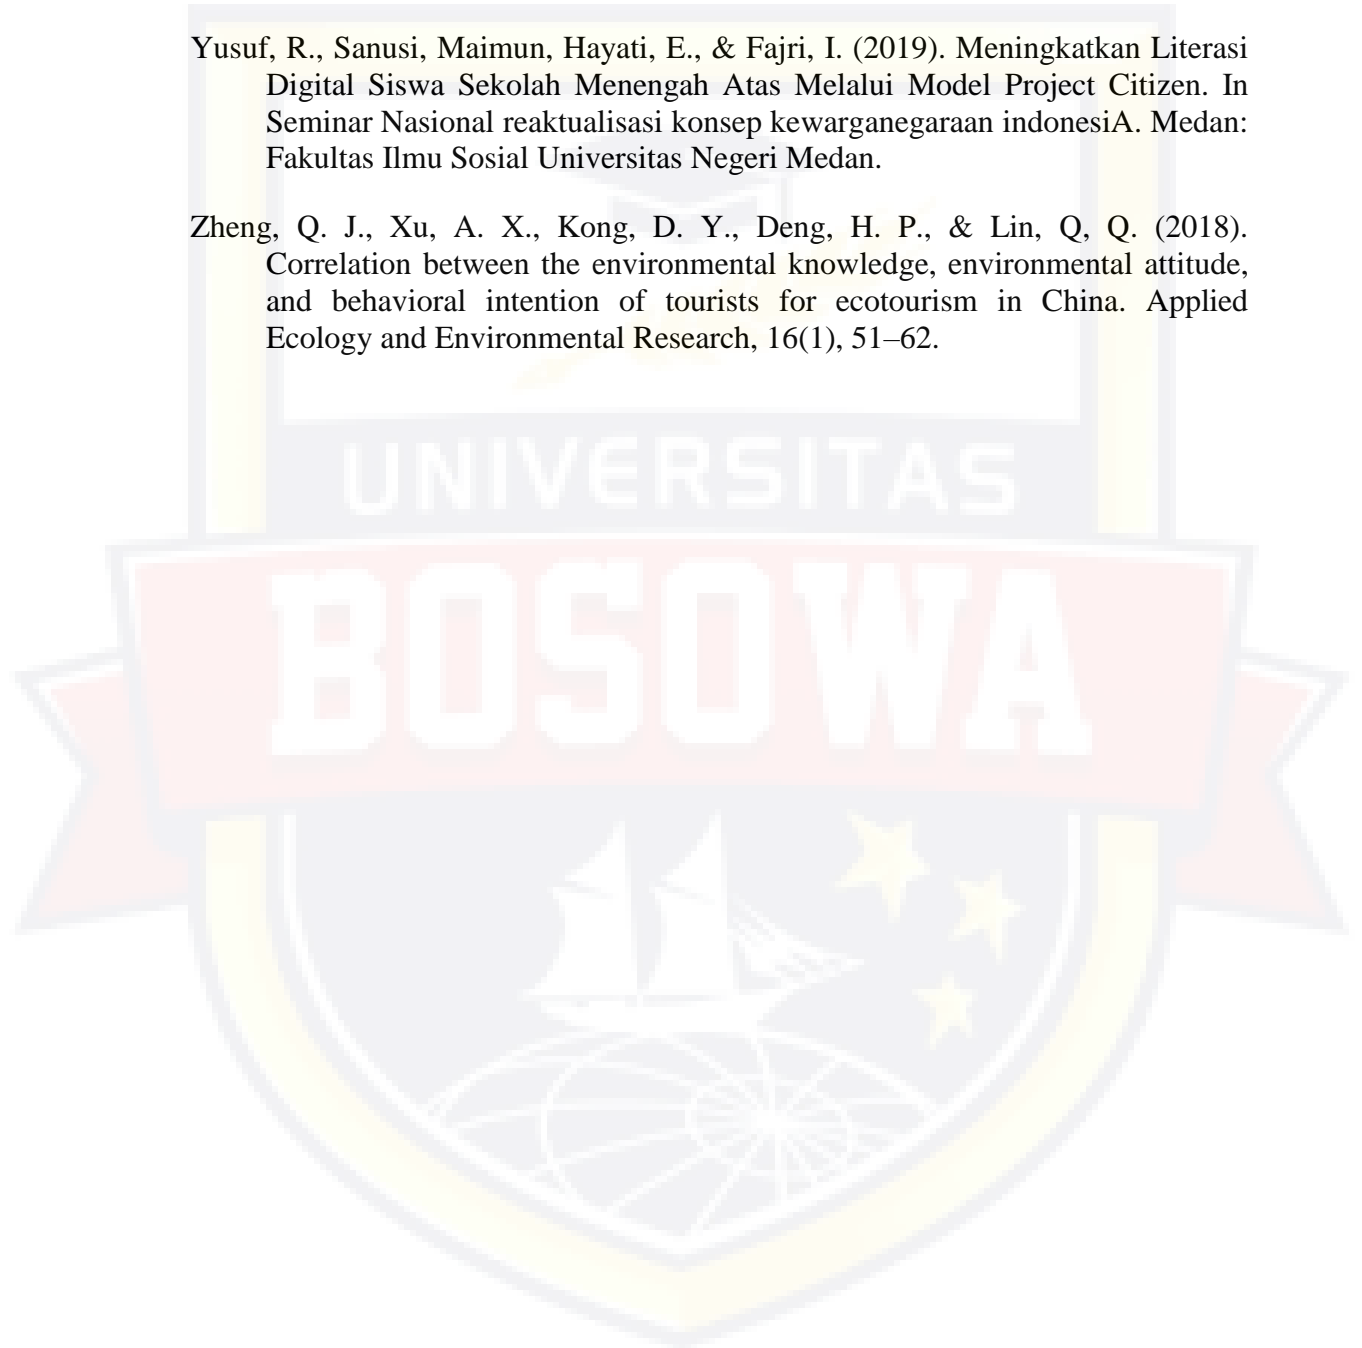 Yusuf, R., Sanusi, Maimun, Hayati, E., & Fajri, I. (2019). Meningkatkan Literasi
Digital Siswa Sekolah Menengah Atas Melalui Model Project Citizen. In
Seminar Nasional reaktualisasi konsep kewarganegaraan indonesiA. Medan:
Fakultas Ilmu Sosial Universitas Negeri Medan.
Zheng, Q. J., Xu, A. X., Kong, D. Y., Deng, H. P., & Lin, Q, Q. (2018).
Correlation between the environmental knowledge, environmental attitude,
and behavioral intention of tourists for ecotourism in China. Applied
Ecology and Environmental Research, 16(1), 51–62.
UNIVERSITAS
BOSOWA